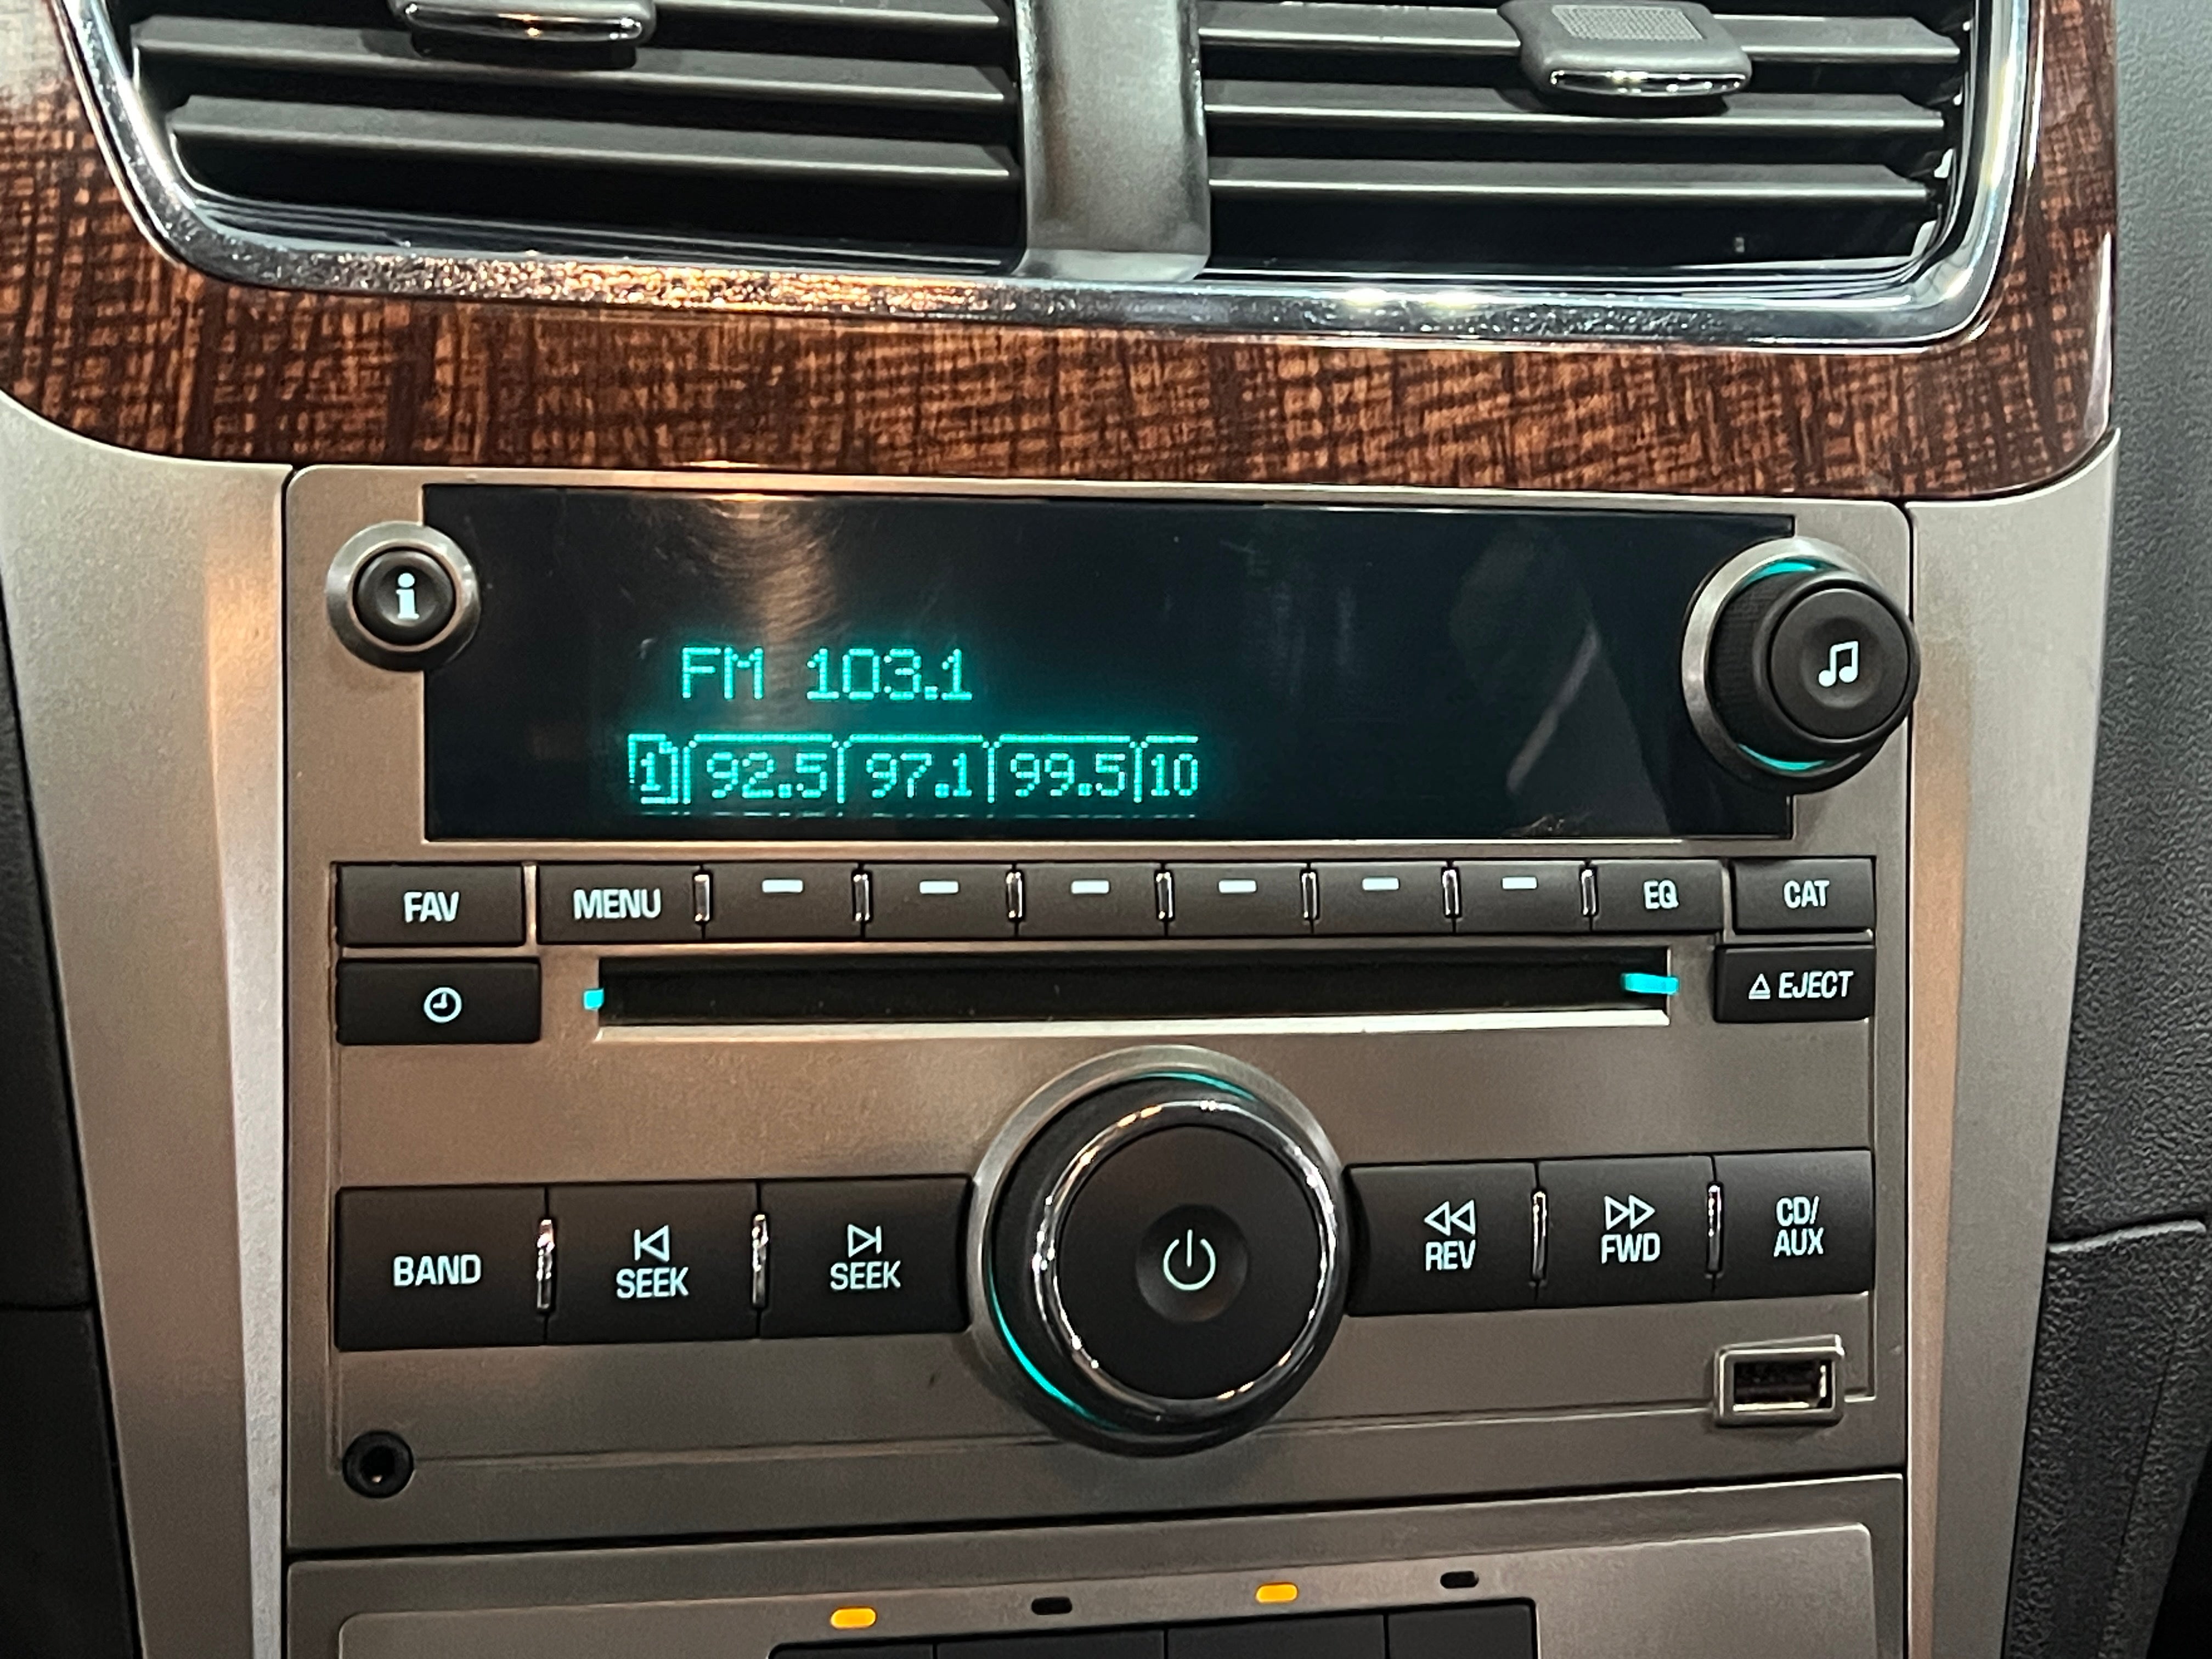 i
FM 103.1
1 92.5 97.1 99.5 10
FAV MENU EQ CAT
EJECT
BAND SEEK SEEK REV FWD CD/
AUX